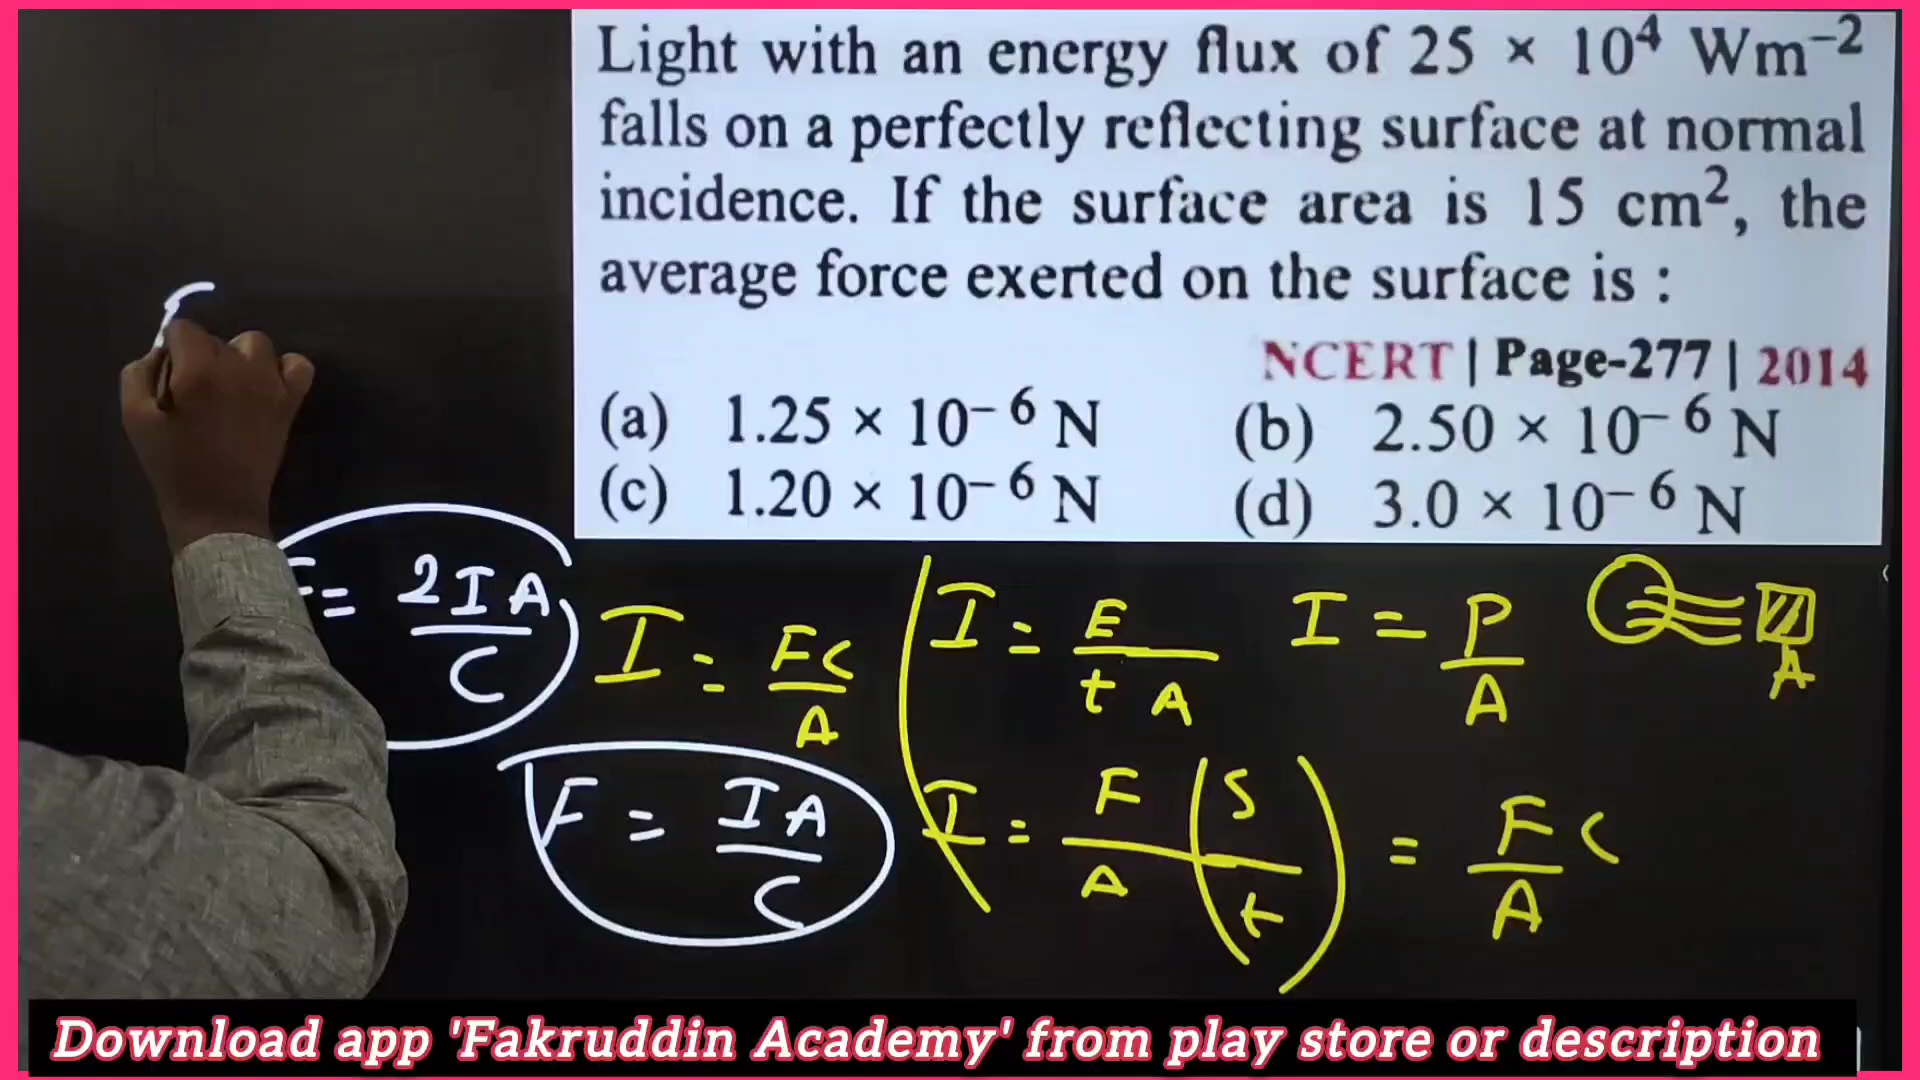 Light with an energy flux of 25 × 10⁴ Wm⁻²
falls on a perfectly reflecting surface at normal
incidence. If the surface area is 15 cm², the
average force exerted on the surface is :
NCERT | Page-277 | 2014
(a) 1.25 × 10⁻⁶ N (b) 2.50 × 10⁻⁶ N
(c) 1.20 × 10⁻⁶ N (d) 3.0 × 10⁻⁶ N
= 2IA/C
I = FC/A
I = E/tA
I = P/A
A
F = IA/C
I = F/A (S/t) = F/A C
Download app 'Fakruddin Academy' from play store or description